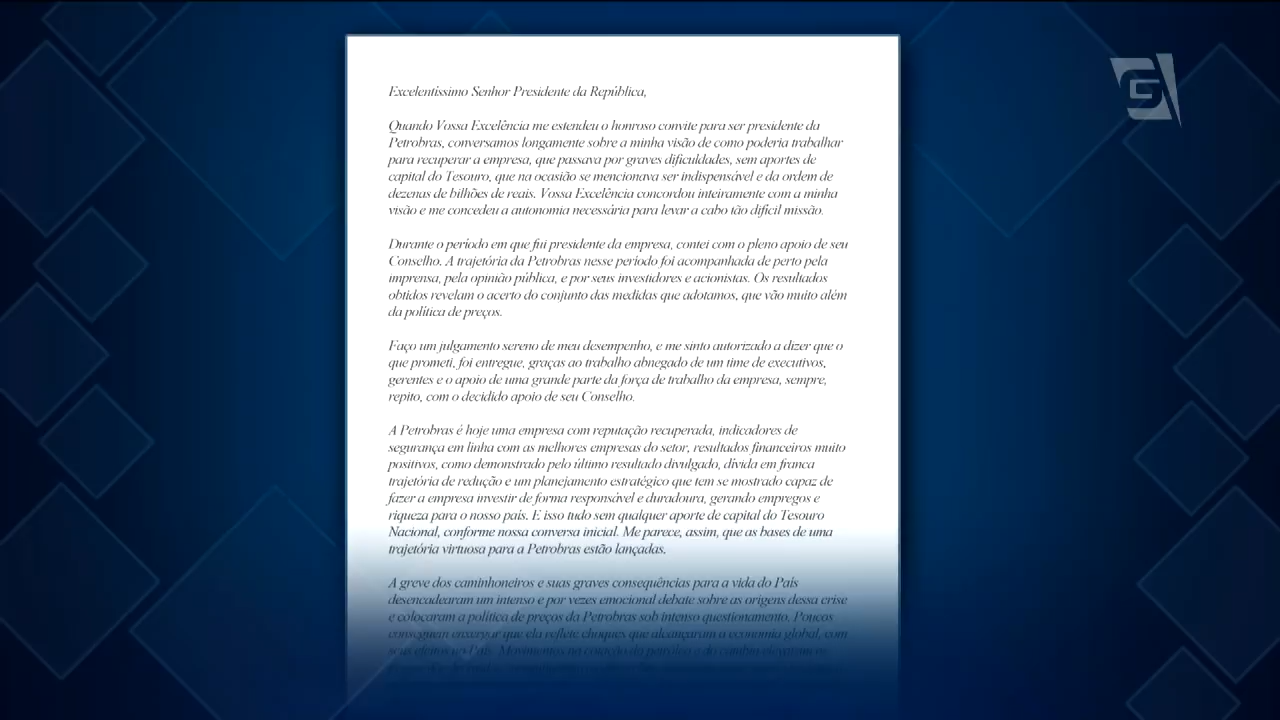 Excelentíssimo Senhor Presidente da República,
Quando Vossa Excelência me estendeu o honroso convite para ser presidente da
Petrobras, conversamos longamente sobre a minha visão de como poderia trabalhar
para recuperar a empresa, que passava por graves dificuldades, sem aportes de
capital do Tesouro, que na ocasião se mencionava ser indispensável e da ordem de
dezenas de bilhões de reais. Vossa Excelência concordou inteiramente com a minha
visão e me concedeu a autonomia necessária para levar a cabo tão difícil missão.
Durante o período em que fui presidente da empresa, contei com o pleno apoio de seu
Conselho. A trajetória da Petrobras nesse período foi acompanhada de perto pela
imprensa, pela opinião pública, e por seus investidores e acionistas. Os resultados
obtidos revelam o acerto do conjunto das medidas que adotamos, que vão muito além
da política de preços.
Faço um julgamento sereno de meu desempenho, e me sinto autorizado a dizer que o
que prometi, foi entregue, graças ao trabalho abnegado de um time de executivos,
gerentes e o apoio de uma grande parte da força de trabalho da empresa, sempre,
repito, com o decidido apoio de seu Conselho.
A Petrobras é hoje uma empresa com reputação recuperada, indicadores de
segurança em linha com as melhores empresas do setor, resultados financeiros muito
positivos, como demonstrado pelo último resultado divulgado, dívida em franca
trajetória de redução e um planejamento estratégico que tem se mostrado capaz de
fazer a empresa investir de forma responsável e duradoura, gerando empregos e
riqueza para o nosso país. E isso tudo sem qualquer aporte de capital do Tesouro
Nacional, conforme nossa conversa inicial. Me parece, assim, que as bases de uma
trajetória virtuosa para a Petrobras estão lançadas.
A greve dos caminhoneiros e suas graves consequências para a vida do País
desencadearam um intenso e por vezes emocional debate sobre as origens dessa crise
e colocaram a política de preços da Petrobras sob intenso questionamento. Poucos
conseguem enxergar que ela reflete choques que alcançaram a economia global, com
seus efeitos no País. Movimentos na cotação do petróleo e do câmbio